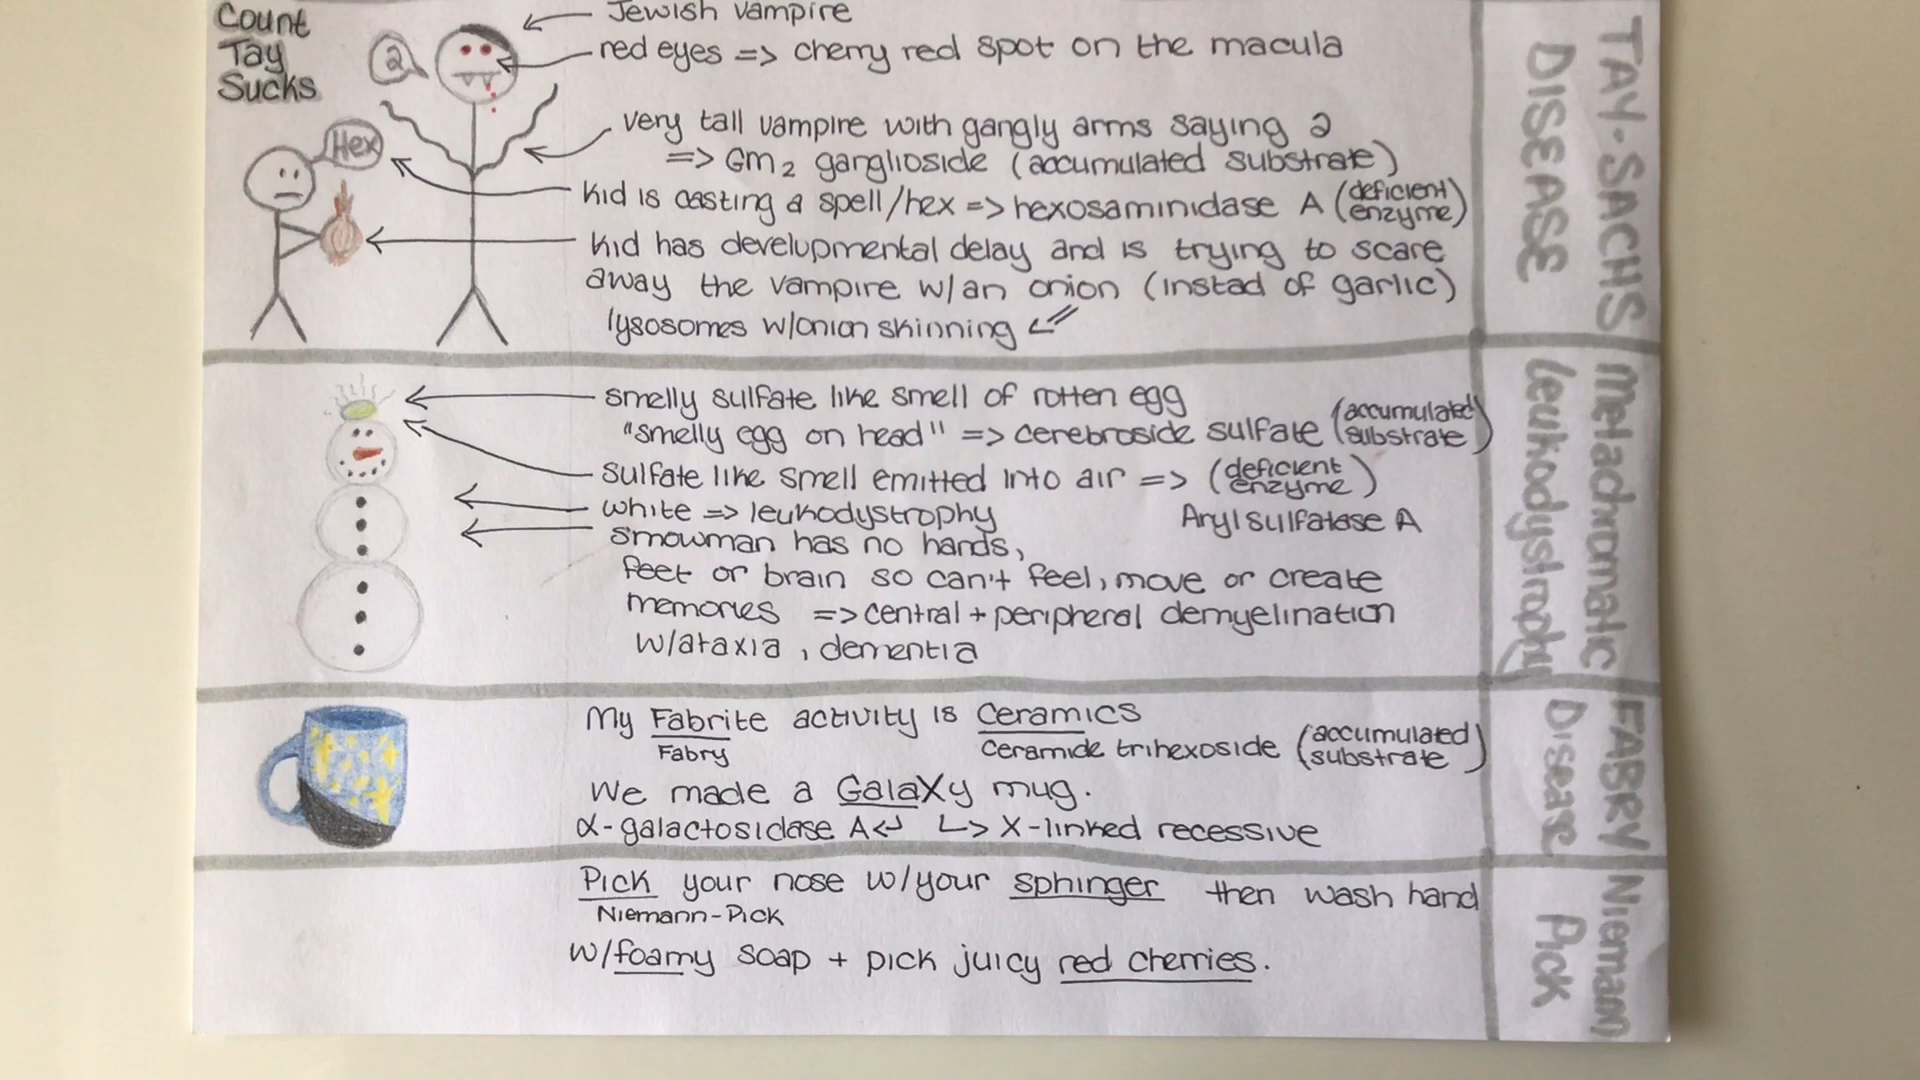 Count
Tay
Sucks
2
Hex
Jewish vampire
red eyes => cherry red spot on the macula
very tall vampire with gangly arms saying 2
=> GM2 ganglioside (accumulated substrate)
Kid is casting a spell/hex => hexosaminidase A (deficient enzyme)
Kid has developmental delay and is trying to scare
away the vampire w/an onion (instad of garlic)
lysosomes w/onion skinning
TAY-SACHS
DISEASE
smelly sulfate like smell of rotten egg
"smelly egg on head" => cerebroside sulfate (accumulated substrate)
sulfate like smell emitted into air => (deficient enzyme)
white => leukodystrophy Arylsulfatase A
snowman has no hands,
feet or brain so can't feel, move or create
memories => central + peripheral demyelination
w/ataxia, dementia
Metachromatic
leukodystrophy
My Fabrite activity is Ceramics
Fabry Ceramide trihexoside (accumulated substrate)
We made a GalaXy mug.
α-galactosidase A X-linked recessive
FABRY
Disease
Pick your nose w/your sphinger then wash hand
Niemann-Pick
w/foamy soap + pick juicy red cherries.
Niemann
Pick